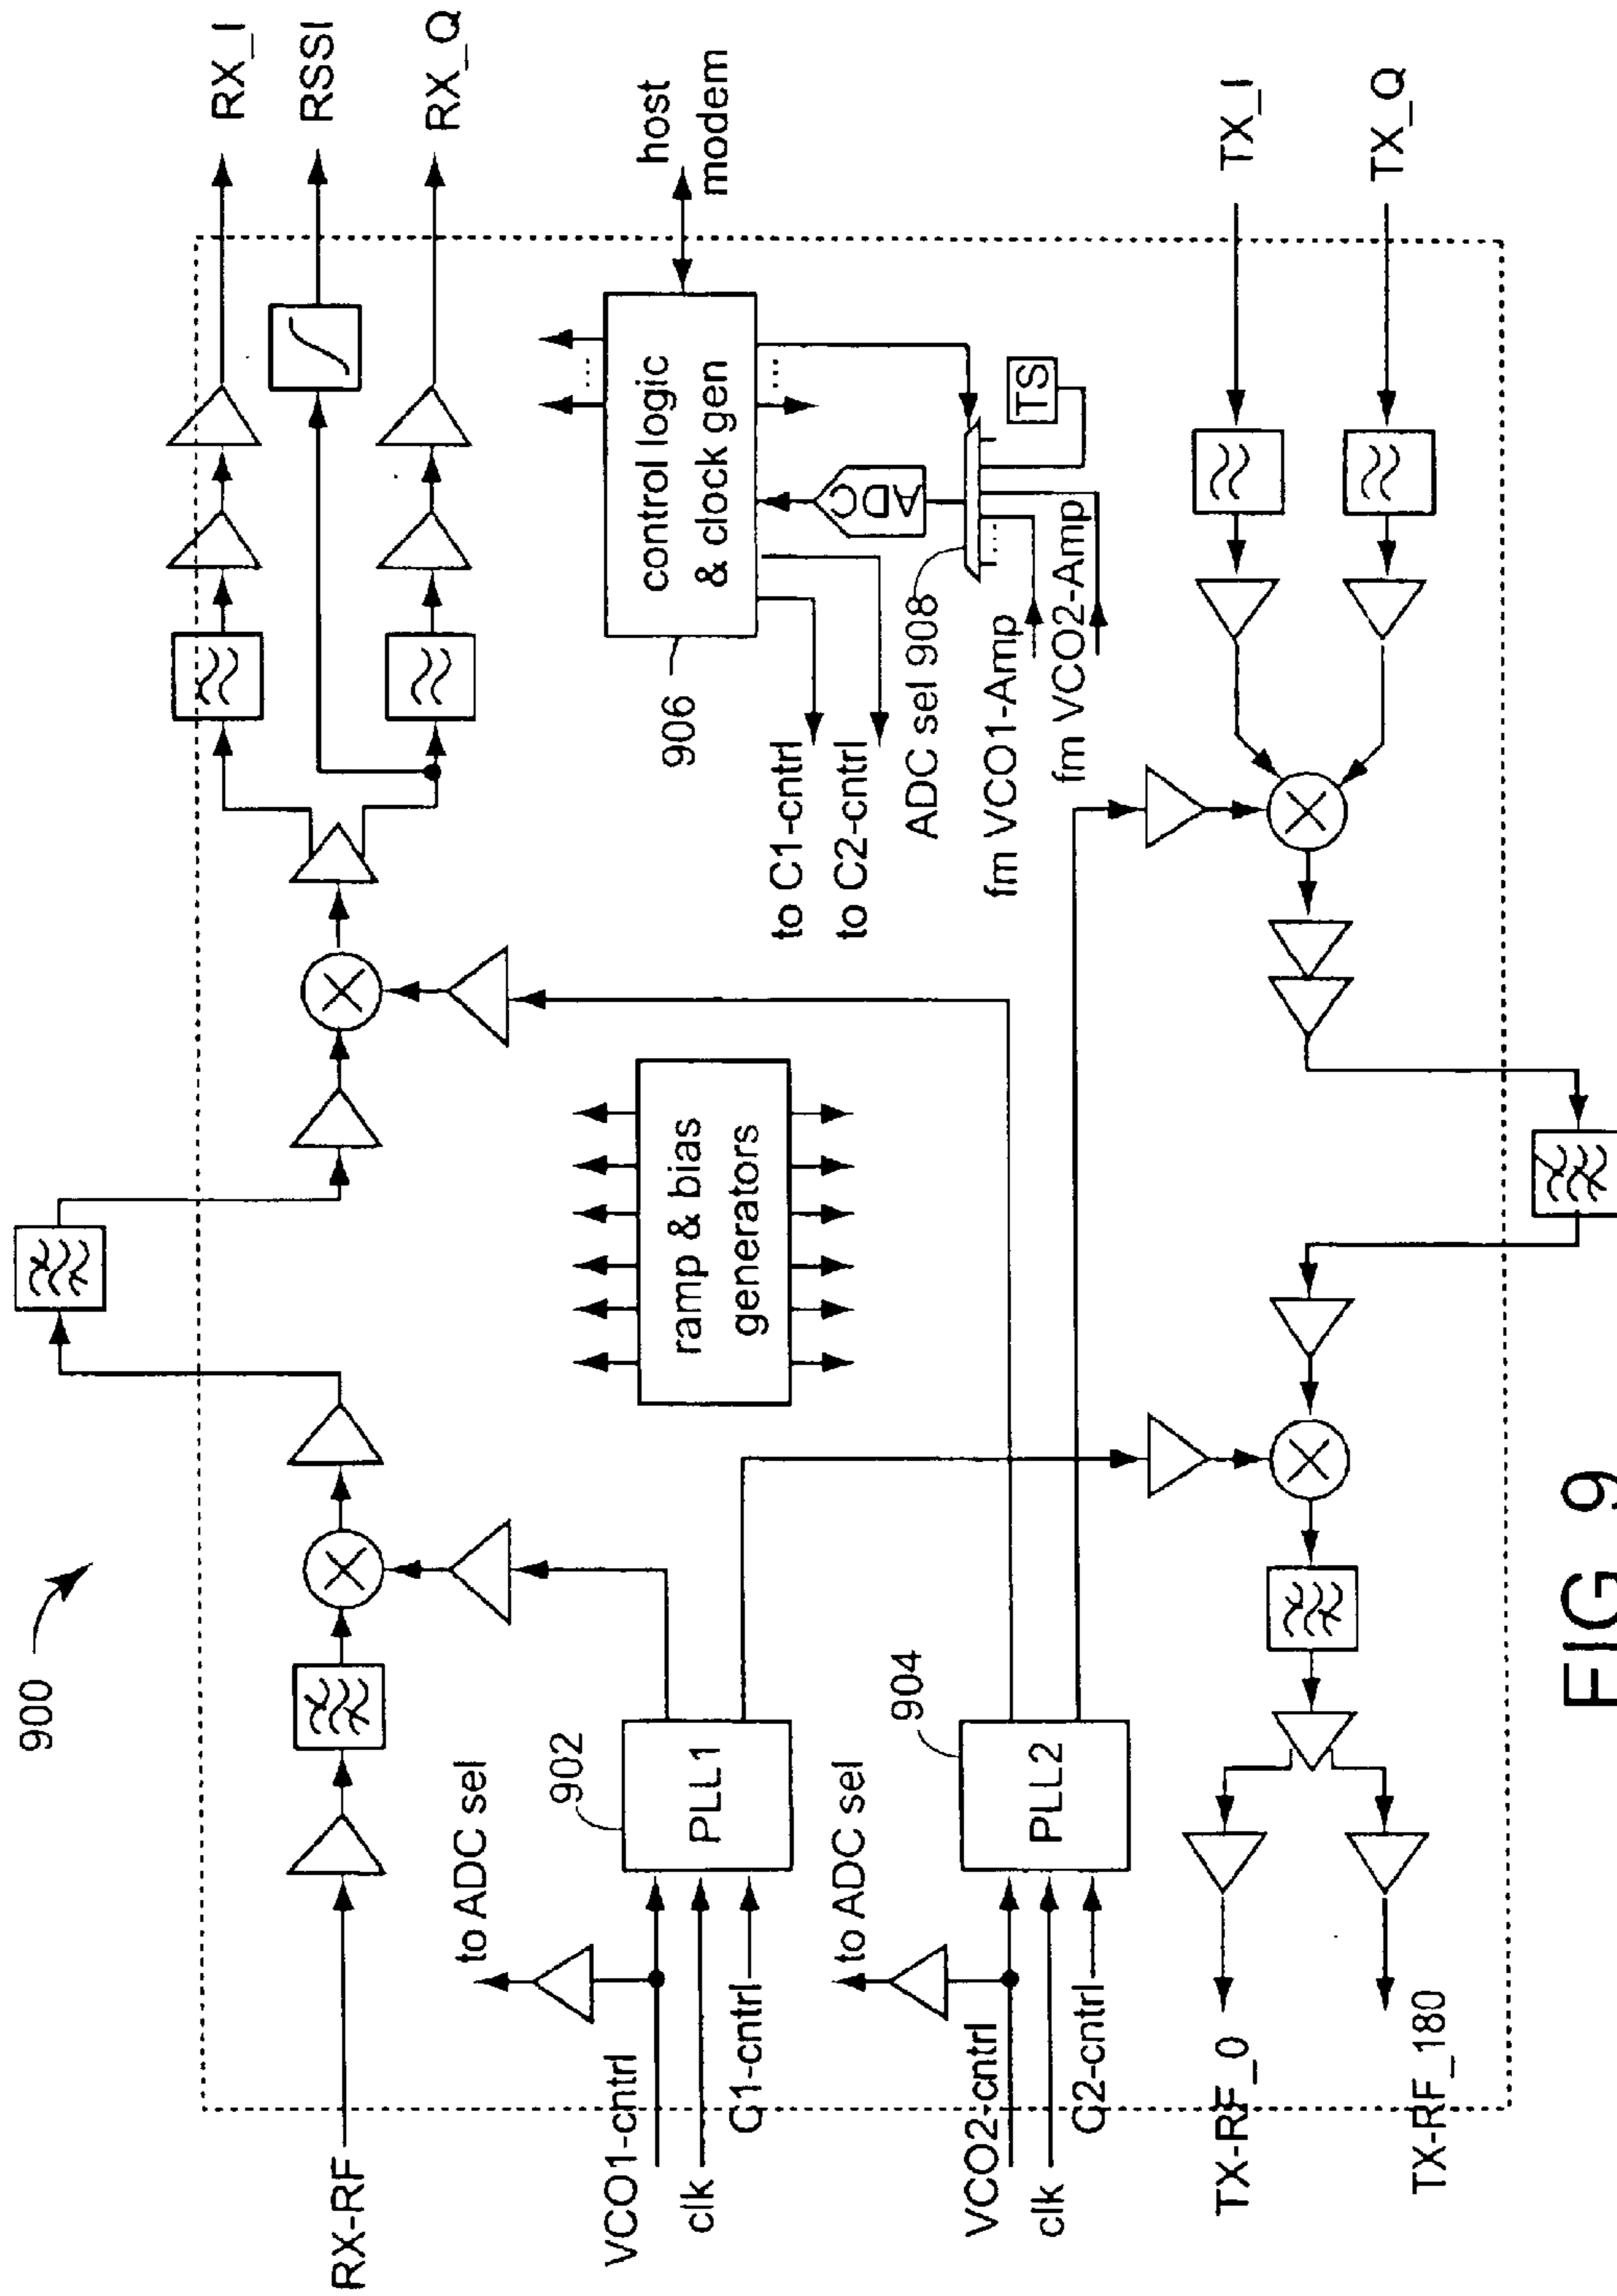 900
RX-RF
RX_I
RSSI
RX_Q
to ADC sel
902
PLL1
VCO1-cntrl
clk
C1-cntrl
to ADC sel
904
PLL2
VCO2-cntrl
clk
C2-cntrl
ramp & bias
generators
control logic
& clock gen
906
host
modem
to C1-cntrl
to C2-cntrl
ADC
TS
ADC sel 908
....
....
....
fm VCO1-Amp
fm VCO2-Amp
TX_I
TX_Q
TX-RF_0
TX-RF_180
FIG 9